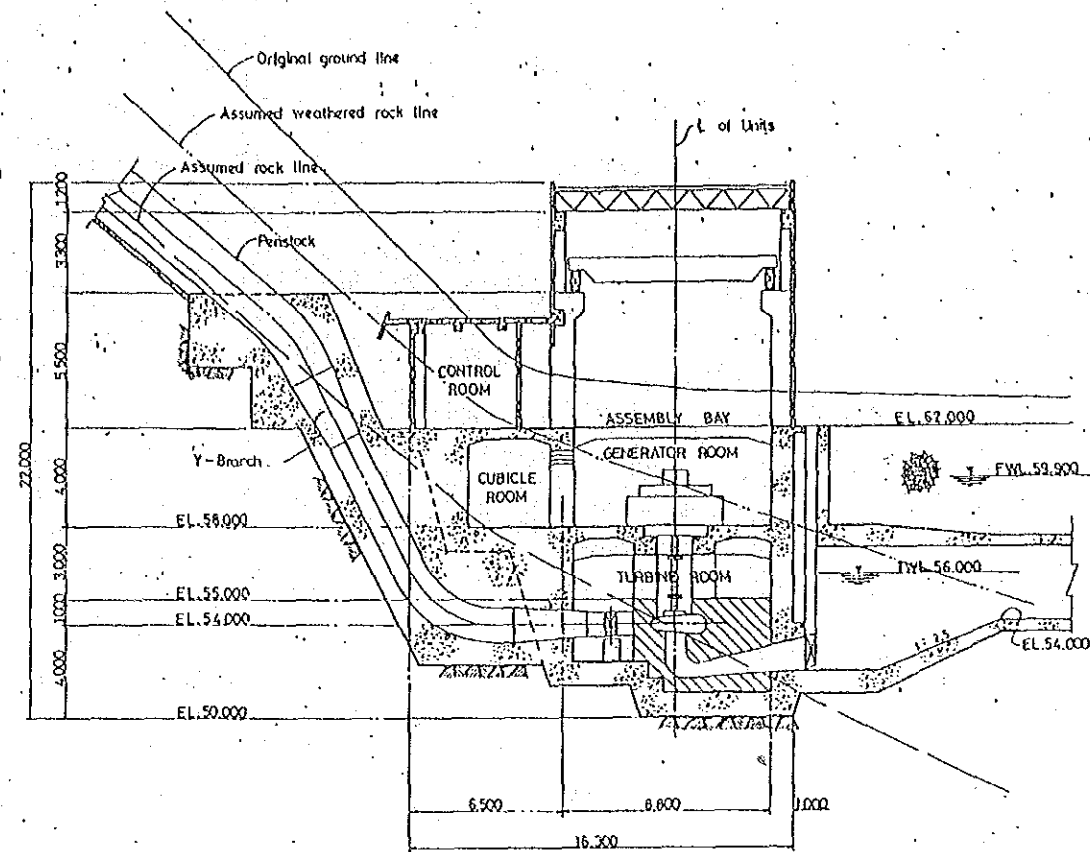 Original ground line
Assumed weathered rock line
℄ of Units
Assumed rock line
1.200
Penstock
3.300
5.500
CONTROL
ROOM
ASSEMBLY BAY
EL.62.000
22.000
Y-Branch
CUBICLE
ROOM
GENERATOR ROOM
FWL.59.900
4.000
EL.58.000
3.000
TURBINE ROOM
TWL.56.000
EL.55.000
1.000
EL.54.000
1: 2.5
EL.54.000
4.000
EL.50.000
6.500
8.800
1.000
16.300